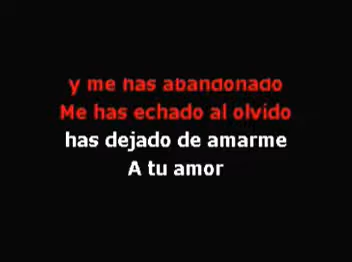 y me has abandonado
Me has echado al olvido
has dejado de amarme
A tu amor